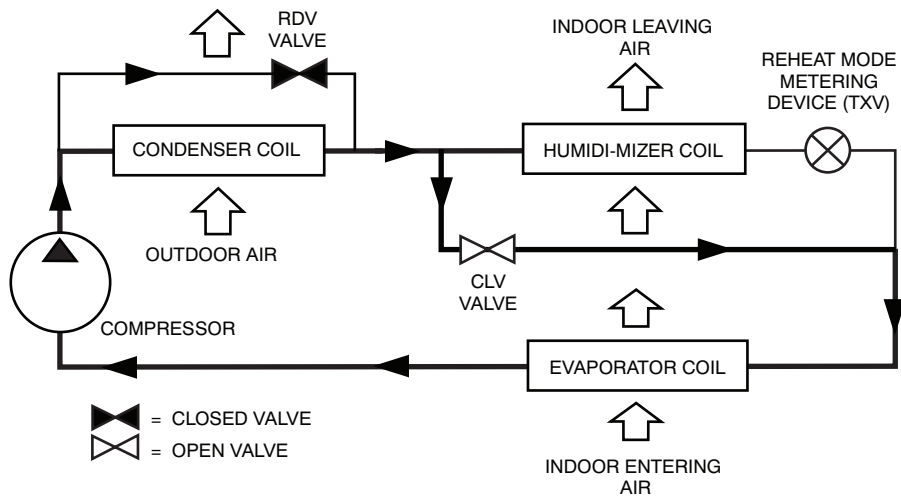 RDV
VALVE
INDOOR LEAVING
AIR
REHEAT MODE
METERING
DEVICE (TXV)
CONDENSER COIL
HUMIDI-MIZER COIL
OUTDOOR AIR
CLV
VALVE
COMPRESSOR
EVAPORATOR COIL
= CLOSED VALVE
= OPEN VALVE
INDOOR ENTERING
AIR